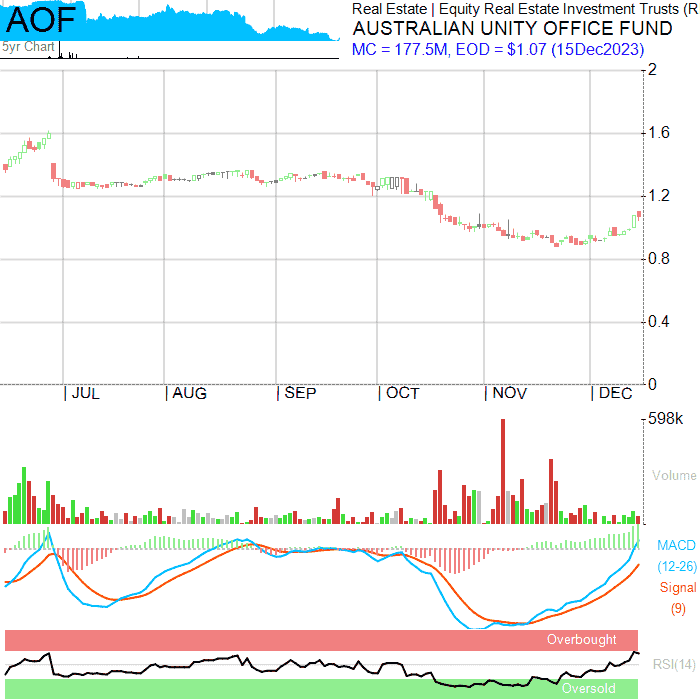 AOF
5yr Chart
Real Estate | Equity Real Estate Investment Trusts (R
AUSTRALIAN UNITY OFFICE FUND
MC = 177.5M, EOD = $1.07 (15Dec2023)
2
1.6
1.2
0.8
0.4
0
JUL AUG SEP OCT NOV DEC
598k
Volume
MACD
(12-26)
Signal
(9)
Overbought
RSI(14)
Oversold